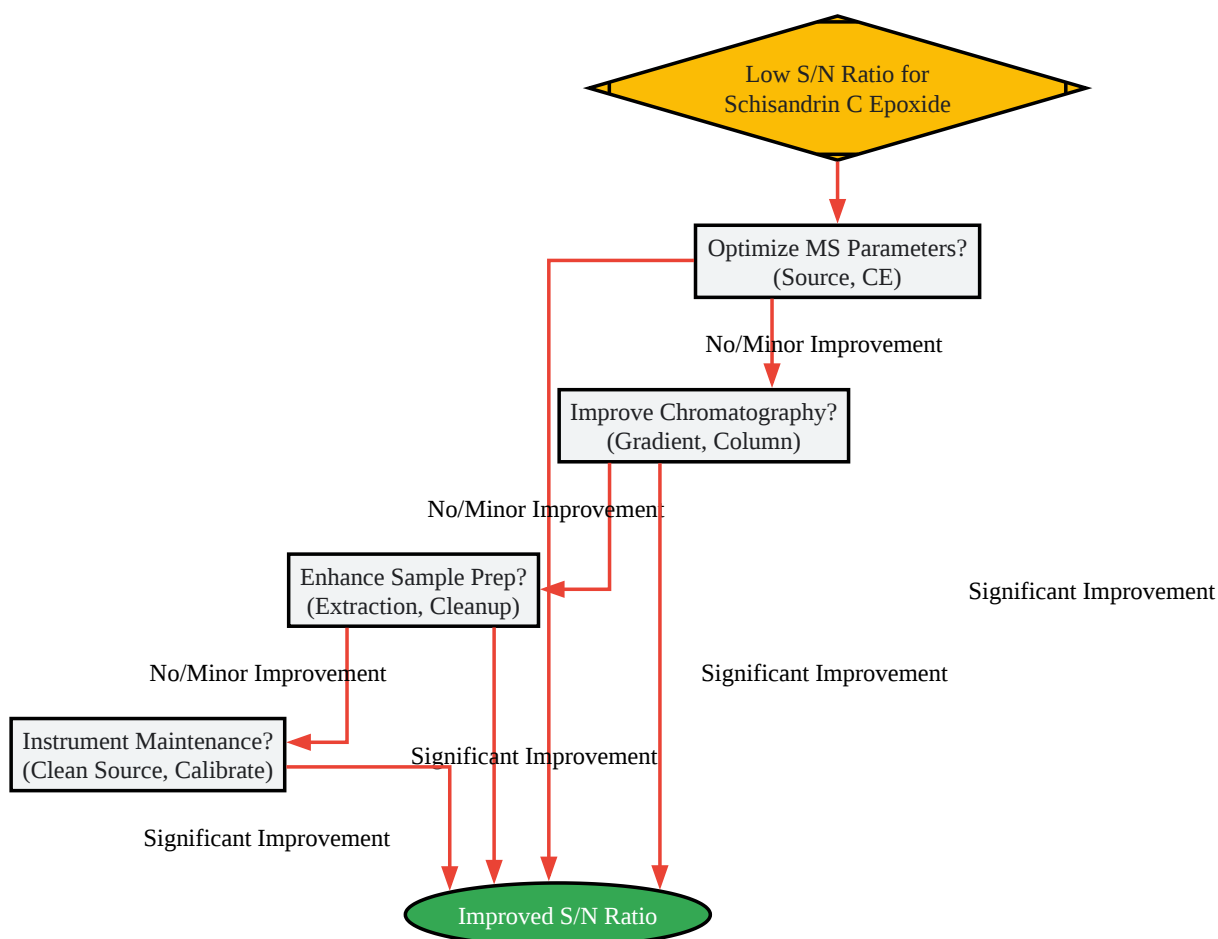 Low S/N Ratio for
Schisandrin C Epoxide
Optimize MS Parameters?
(Source, CE)
No/Minor Improvement
Improve Chromatography?
(Gradient, Column)
No/Minor Improvement
Enhance Sample Prep?
(Extraction, Cleanup)
Significant Improvement
No/Minor Improvement
Significant Improvement
Instrument Maintenance?
(Clean Source, Calibrate)
Significant Improvement
Significant Improvement
Improved S/N Ratio